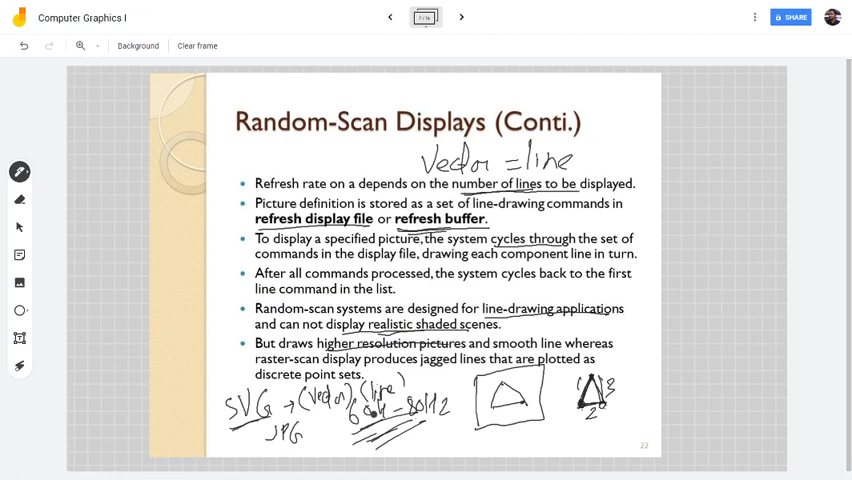 Computer Graphics I
7 / 16
SHARE
Background
Clear frame
Random-Scan Displays (Conti.)
Vector = line
Refresh rate on a depends on the number of lines to be displayed.
Picture definition is stored as a set of line-drawing commands in
refresh display file or refresh buffer.
To display a specified picture, the system cycles through the set of
commands in the display file, drawing each component line in turn.
After all commands processed, the system cycles back to the first
line command in the list.
Random-scan systems are designed for line-drawing applications
and can not display realistic shaded scenes.
But draws higher resolution pictures and smooth line whereas
raster-scan display produces jagged lines that are plotted as
discrete point sets.
SVG → (vector) (line)
JPG
80HZ
1 3
2
22